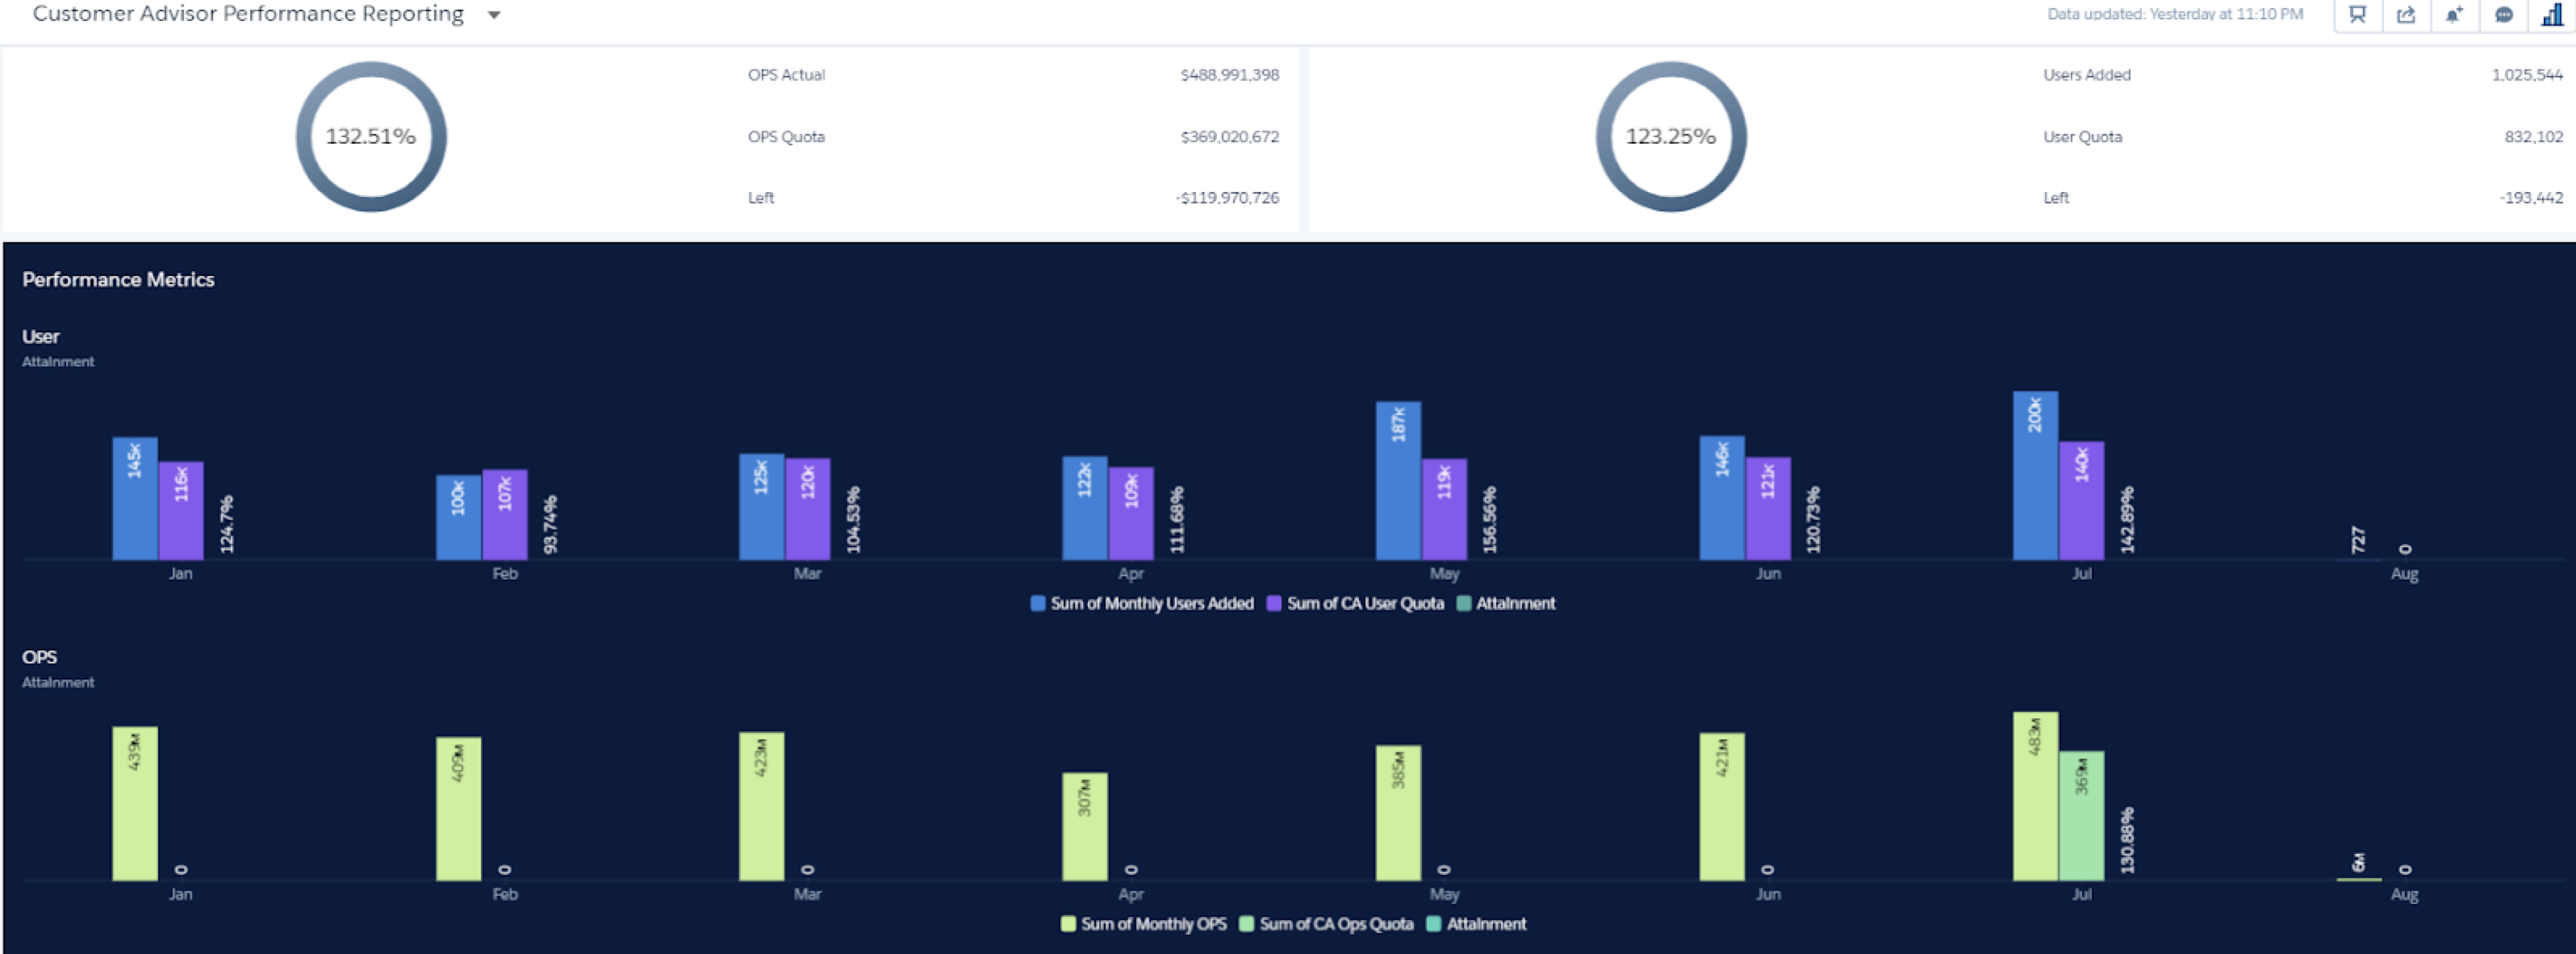 Customer Advisor Performance Reporting
Data updated: Yesterday at 11:10 PM
132.51%
OPS Actual $488,991,398
OPS Quota $369,020,672
Left -$119,970,726
123.25%
Users Added 1,025,544
User Quota 832,102
Left -193,442
Performance Metrics
User
Attainment
145K 116K 124.7%
100K 107K 93.74%
125K 120K 104.53%
122K 109K 111.68%
187K 119K 156.56%
146K 121K 120.73%
200K 140K 142.89%
727 0
Jan Feb Mar Apr May Jun Jul Aug
Sum of Monthly Users Added Sum of CA User Quota Attainment
OPS
Attainment
439M 0
409M 0
423M 0
307M 0
385M 0
421M 0
483M 369M 130.88%
6M 0
Jan Feb Mar Apr May Jun Jul Aug
Sum of Monthly OPS Sum of CA Ops Quota Attainment